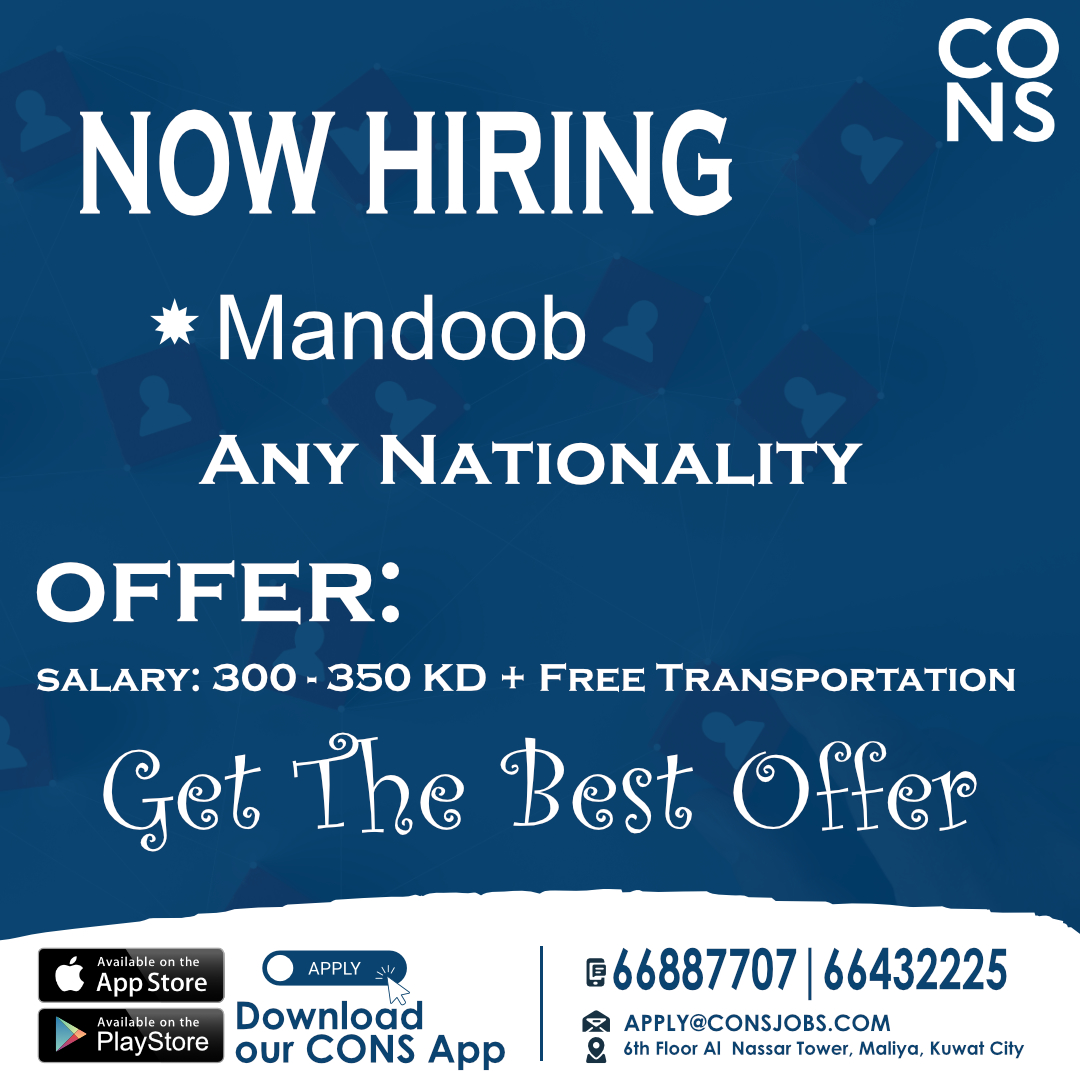 CO
NS
NOW HIRING
Mandoob
ANY NATIONALITY
OFFER:
SALARY: 300 - 350 KD + FREE TRANSPORTATION
Get The Best Offer
Available on the
App Store
Available on the
PlayStore
APPLY
Download
our CONS App
66887707 | 66432225
APPLY@CONSJOBS.COM
6th Floor Al Nassar Tower, Maliya, Kuwat City